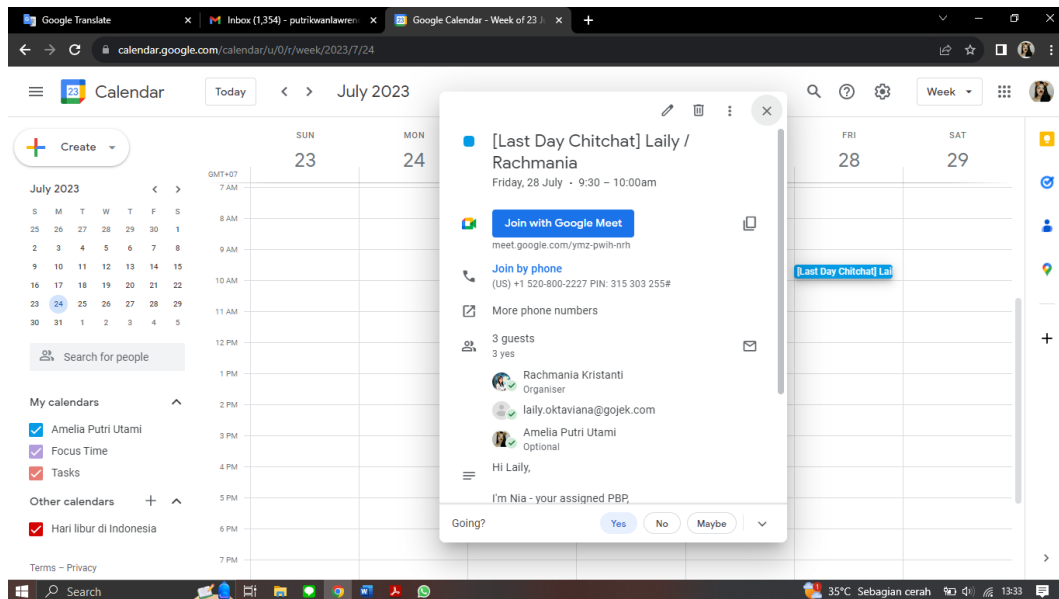 Google Translate
Inbox (1,354) - putrikwanlawren
Google Calendar - Week of 23 J
calendar.google.com/calendar/u/0/r/week/2023/7/24
23
Calendar
Today
July 2023
Week
Create
July 2023
S M T W T F S
25 26 27 28 29 30 1
2 3 4 5 6 7 8
9 10 11 12 13 14 15
16 17 18 19 20 21 22
23 24 25 26 27 28 29
30 31 1 2 3 4 5
Search for people
My calendars
Amelia Putri Utami
Focus Time
Tasks
Other calendars
Hari libur di Indonesia
Terms – Privacy
SUN
23
MON
24
FRI
28
SAT
29
GMT+07
7 AM
8 AM
9 AM
10 AM
11 AM
12 PM
1 PM
2 PM
3 PM
4 PM
5 PM
6 PM
7 PM
[Last Day Chitchat] Lai
[Last Day Chitchat] Laily /
Rachmania
Friday, 28 July • 9:30 – 10:00am
Join with Google Meet
meet.google.com/ymz-pwih-nrh
Join by phone
(US) +1 520-800-2227 PIN: 315 303 255#
More phone numbers
3 guests
3 yes
Rachmania Kristanti
Organiser
laily.oktaviana@gojek.com
Amelia Putri Utami
Optional
Hi Laily,
I'm Nia - your assigned PBP,
Going?
Yes
No
Maybe
Search
35°C Sebagian cerah
13:33